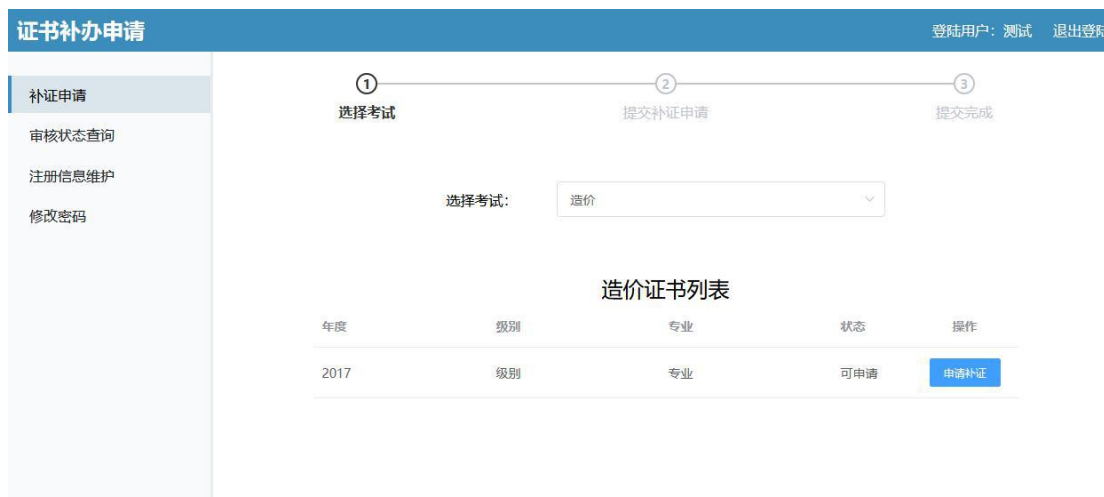 证书补办申请
登陆用户：测试 退出登陆
补证申请
审核状态查询
注册信息维护
修改密码
1 2 3
选择考试 提交补证申请 提交完成
选择考试： 造价
造价证书列表
年度 级别 专业 状态 操作
2017 级别 专业 可申请 申请补证